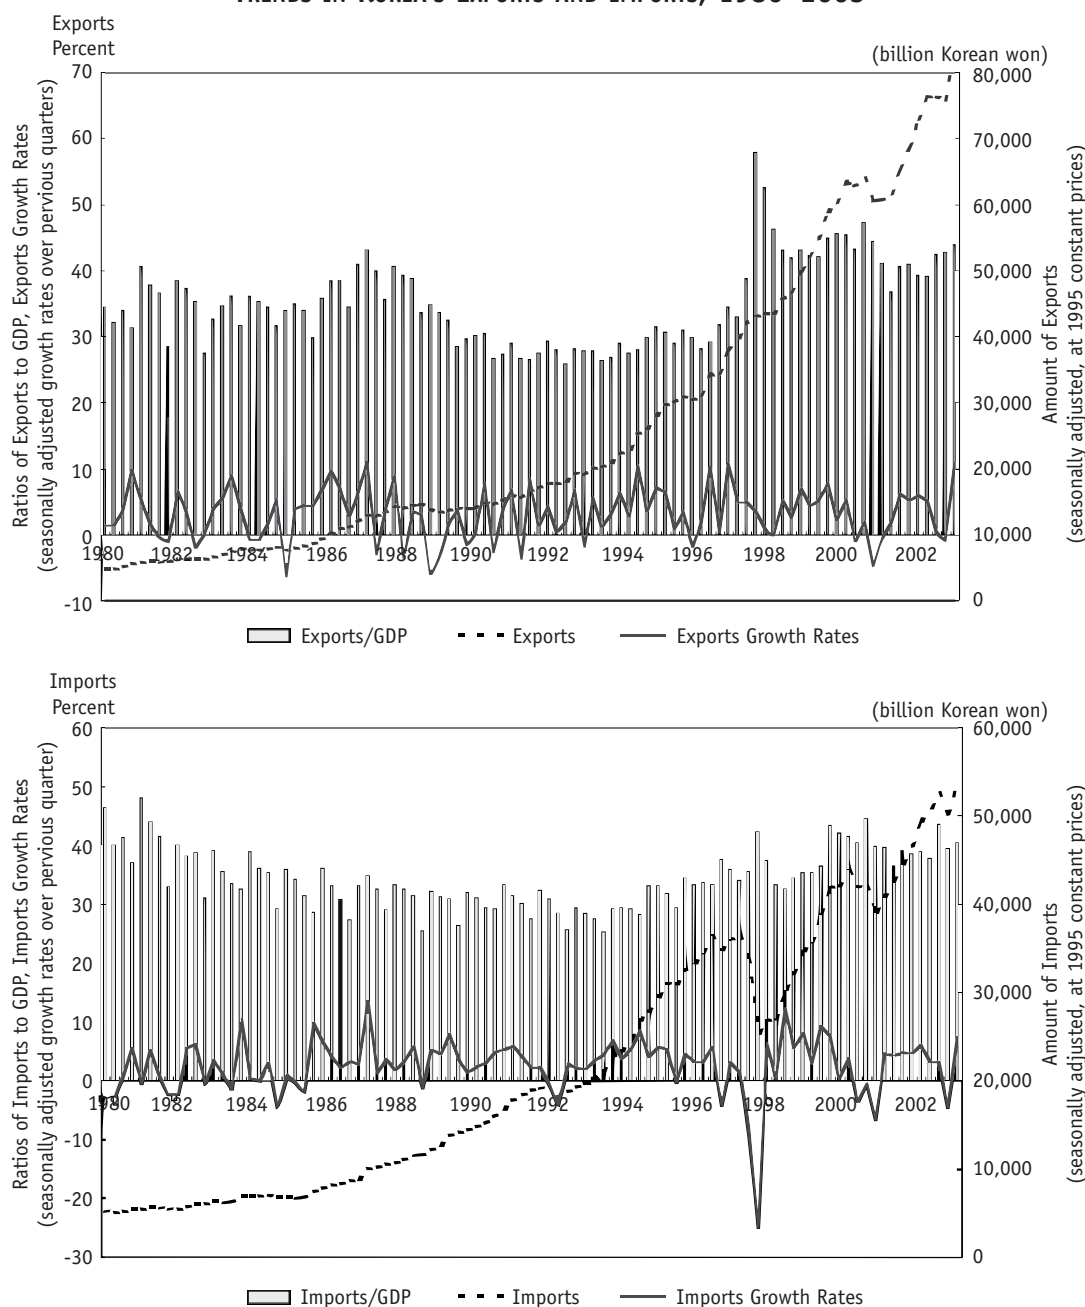 Exports
Percent
(billion Korean won)
Ratios of Exports to GDP, Exports Growth Rates
(seasonally adjusted growth rates over pervious quarters)
70
60
50
40
30
20
10
0
-10
80,000
70,000
60,000
50,000
40,000
30,000
20,000
10,000
0
Amount of Exports
(seasonally adjusted, at 1995 constant prices)
1980 1982 1984 1986 1988 1990 1992 1994 1996 1998 2000 2002
Exports/GDP Exports Exports Growth Rates
Imports
Percent
(billion Korean won)
Ratios of Imports to GDP, Imports Growth Rates
(seasonally adjusted growth rates over pervious quarter)
60
50
40
30
20
10
0
-10
-20
-30
60,000
50,000
40,000
30,000
20,000
10,000
0
Amount of Imports
(seasonally adjusted, at 1995 constant prices)
1980 1982 1984 1986 1988 1990 1992 1994 1996 1998 2000 2002
Imports/GDP Imports Imports Growth Rates